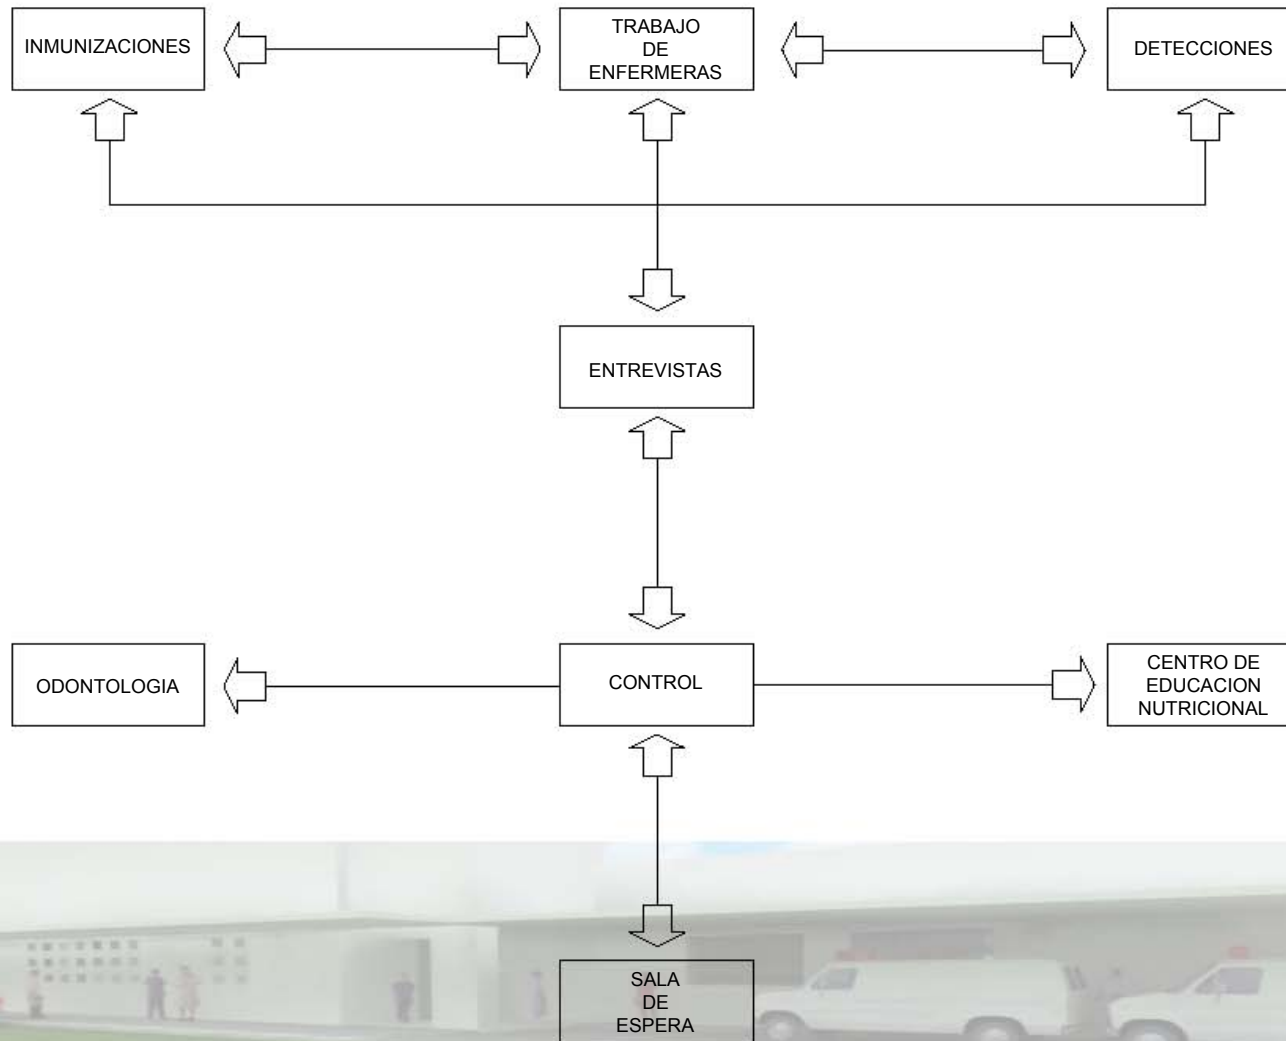 INMUNIZACIONES
TRABAJO
DE
ENFERMERAS
DETECCIONES
ENTREVISTAS
ODONTOLOGIA
CONTROL
CENTRO DE
EDUCACION
NUTRICIONAL
SALA
DE
ESPERA